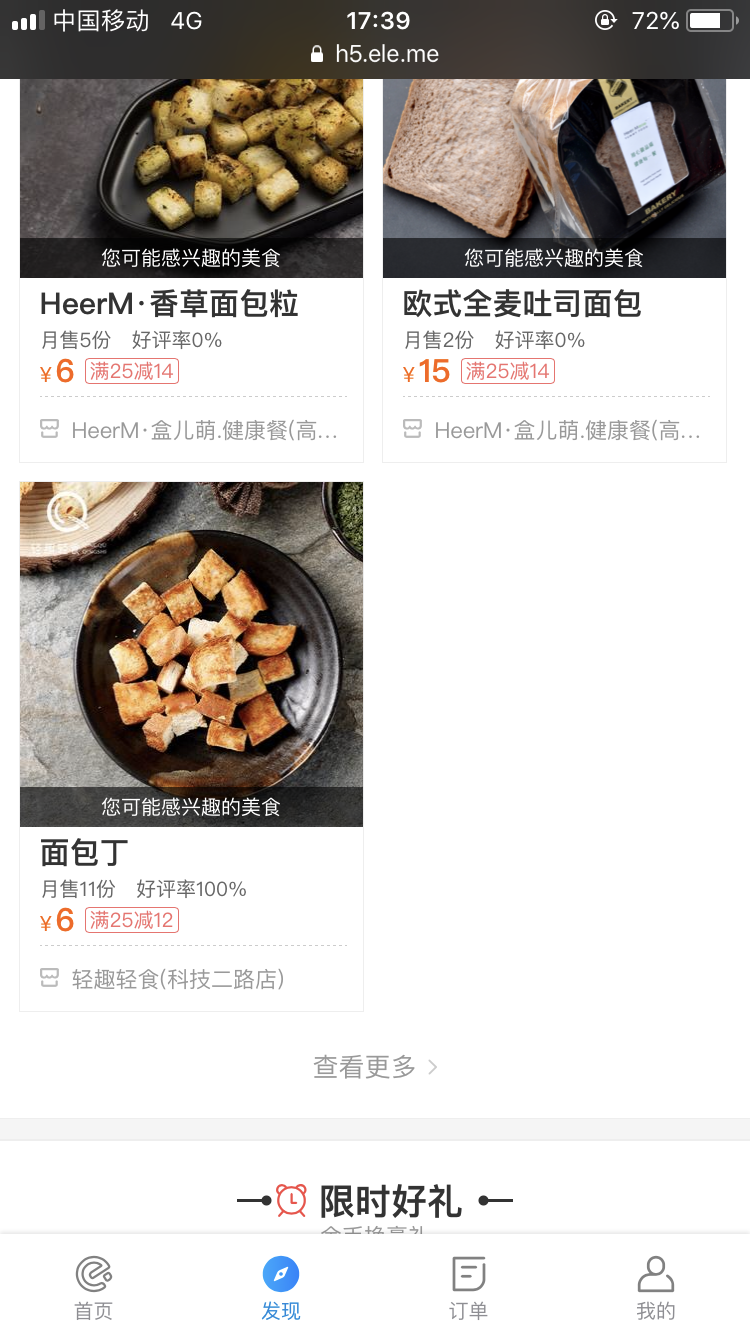 中国移动 4G 17:39 72%
h5.ele.me
BAKERY
您可能感兴趣的美食
HeerM·香草面包粒
月售5份 好评率0%
¥6 满25减14
HeerM·盒儿萌.健康餐(高...
您可能感兴趣的美食
欧式全麦吐司面包
月售2份 好评率0%
¥15 满25减14
HeerM·盒儿萌.健康餐(高...
您可能感兴趣的美食
面包丁
月售11份 好评率100%
¥6 满25减12
轻趣轻食(科技二路店)
查看更多
限时好礼
首页 发现 订单 我的